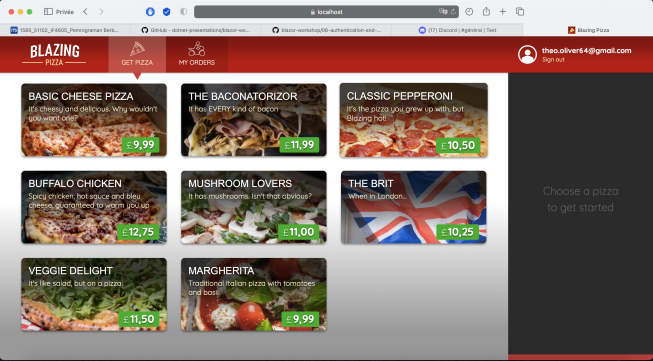 Privée
localhost
1585_S1102_IF4605_Pemrograman Berb...
GitHub - dotnet-presentations/blazor-wo...
blazor-workshop/06-authentication-and-...
(17) Discord | #général | Test
Blazing Pizza
BLAZING
PIZZA
GET PIZZA
MY ORDERS
theo.oliver64@gmail.com
Sign out
BASIC CHEESE PIZZA
It's cheesy and delicious. Why wouldn't
you want one?
£9,99
THE BACONATORIZOR
It has EVERY kind of bacon
£11,99
CLASSIC PEPPERONI
It's the pizza you grew up with, but
Blazing hot!
£10,50
BUFFALO CHICKEN
Spicy chicken, hot sauce and bleu
cheese, guaranteed to warm you up
£12,75
MUSHROOM LOVERS
It has mushrooms. Isn't that obvious?
£11,00
THE BRIT
When in London...
£10,25
VEGGIE DELIGHT
It's like salad, but on a pizza
£11,50
MARGHERITA
Traditional Italian pizza with tomatoes
and basil
£9,99
Choose a pizza
to get started